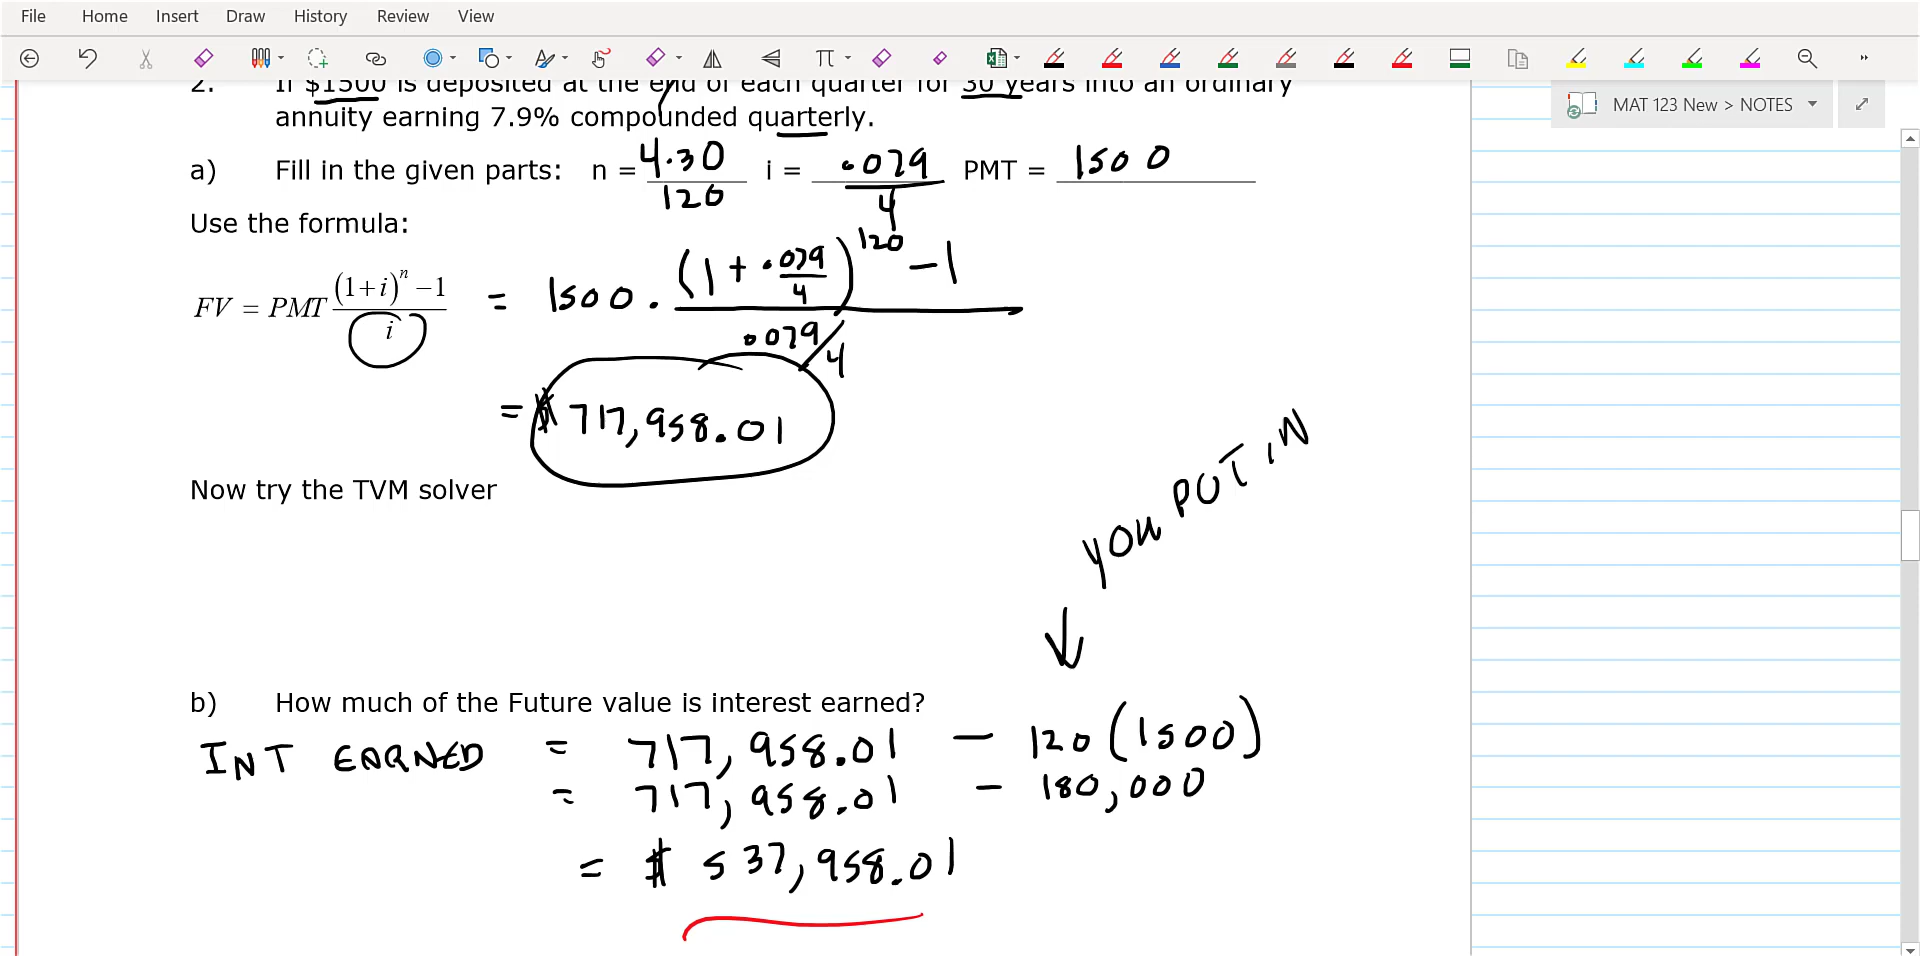 File Home Insert Draw History Review View
MAT 123 New > NOTES
2. If $1500 is deposited at the end of each quarter for 30 years into an ordinary
annuity earning 7.9% compounded quarterly.
a) Fill in the given parts: n = 4·30 i = .079 PMT = 1500
120 4
Use the formula:
FV = PMT ((1+i)^n − 1)/i = 1500 · ((1 + .079/4)^120 − 1)/(.079/4)
= $ 717,958.01
Now try the TVM solver
YOU PUT IN
b) How much of the Future value is interest earned?
INT EARNED = 717,958.01 − 120(1500)
= 717,958.01 − 180,000
= $ 537,958.01